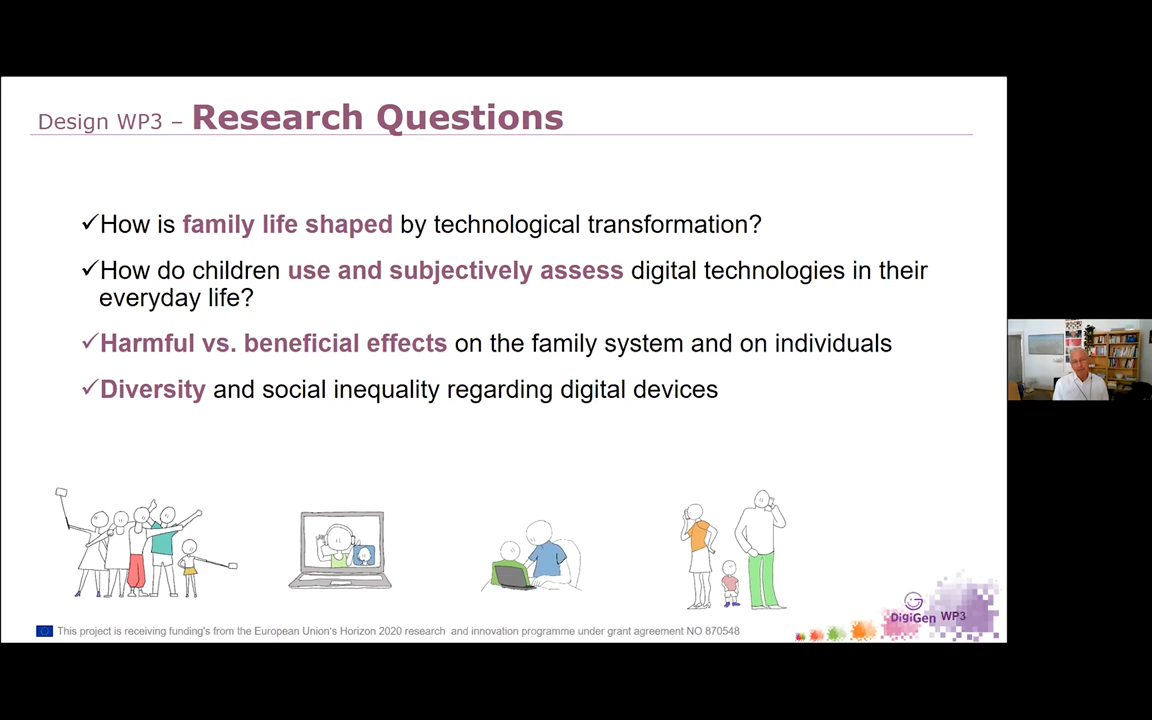 Design WP3 – Research Questions
✓How is family life shaped by technological transformation?
✓How do children use and subjectively assess digital technologies in their
everyday life?
✓Harmful vs. beneficial effects on the family system and on individuals
✓Diversity and social inequality regarding digital devices
DigiGen WP3
This project is receiving funding's from the European Union's Horizon 2020 research and innovation programme under grant agreement NO 870548